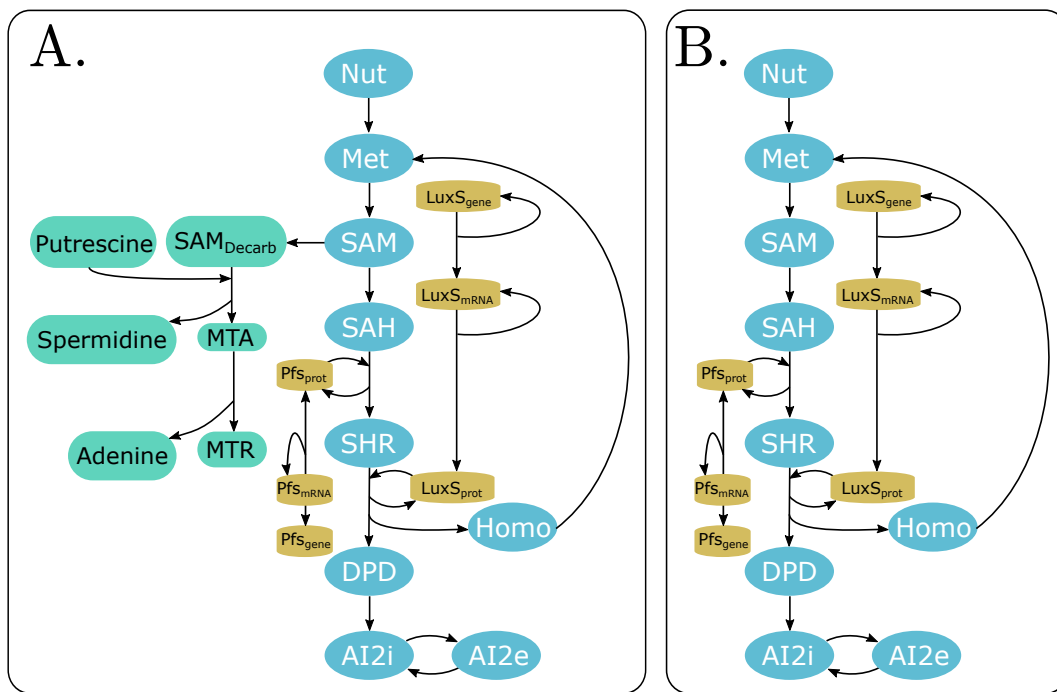 A.
Nut
Met
LuxSgene
Putrescine
SAMDecarb
SAM
LuxSmRNA
Spermidine
MTA
SAH
Pfsprot
Adenine
MTR
SHR
PfsmRNA
LuxSprot
Homo
Pfsgene
DPD
AI2i
AI2e
B.
Nut
Met
LuxSgene
SAM
LuxSmRNA
SAH
Pfsprot
SHR
PfsmRNA
LuxSprot
Homo
Pfsgene
DPD
AI2i
AI2e